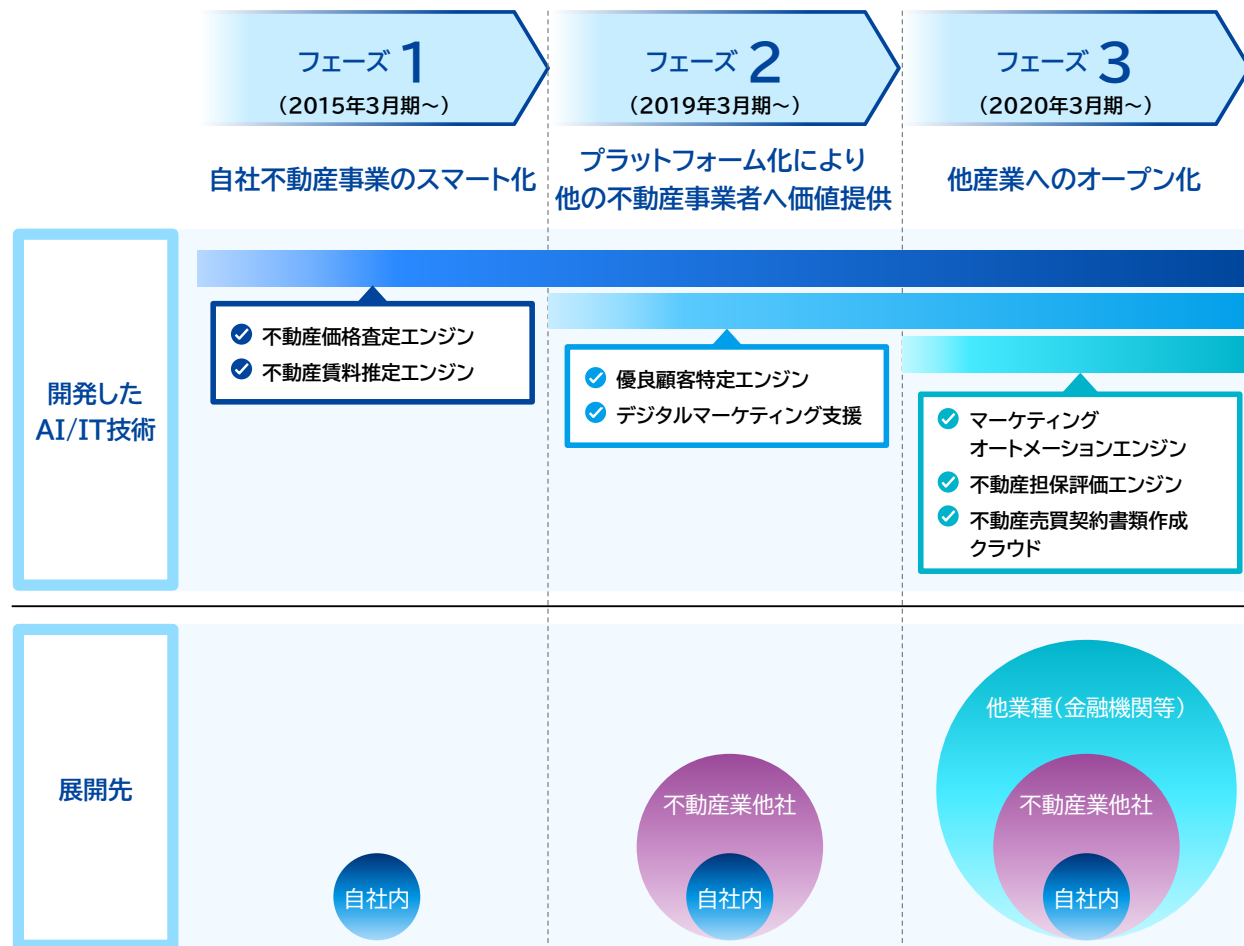 フェーズ 1
(2015年3月期～)
フェーズ 2
(2019年3月期～)
フェーズ 3
(2020年3月期～)
自社不動産事業のスマート化
プラットフォーム化により
他の不動産事業者へ価値提供
他産業へのオープン化
開発した
AI/IT技術
不動産価格査定エンジン
不動産賃料推定エンジン
優良顧客特定エンジン
デジタルマーケティング支援
マーケティング
オートメーションエンジン
不動産担保評価エンジン
不動産売買契約書類作成
クラウド
展開先
自社内
不動産業他社
自社内
他業種(金融機関等)
不動産業他社
自社内